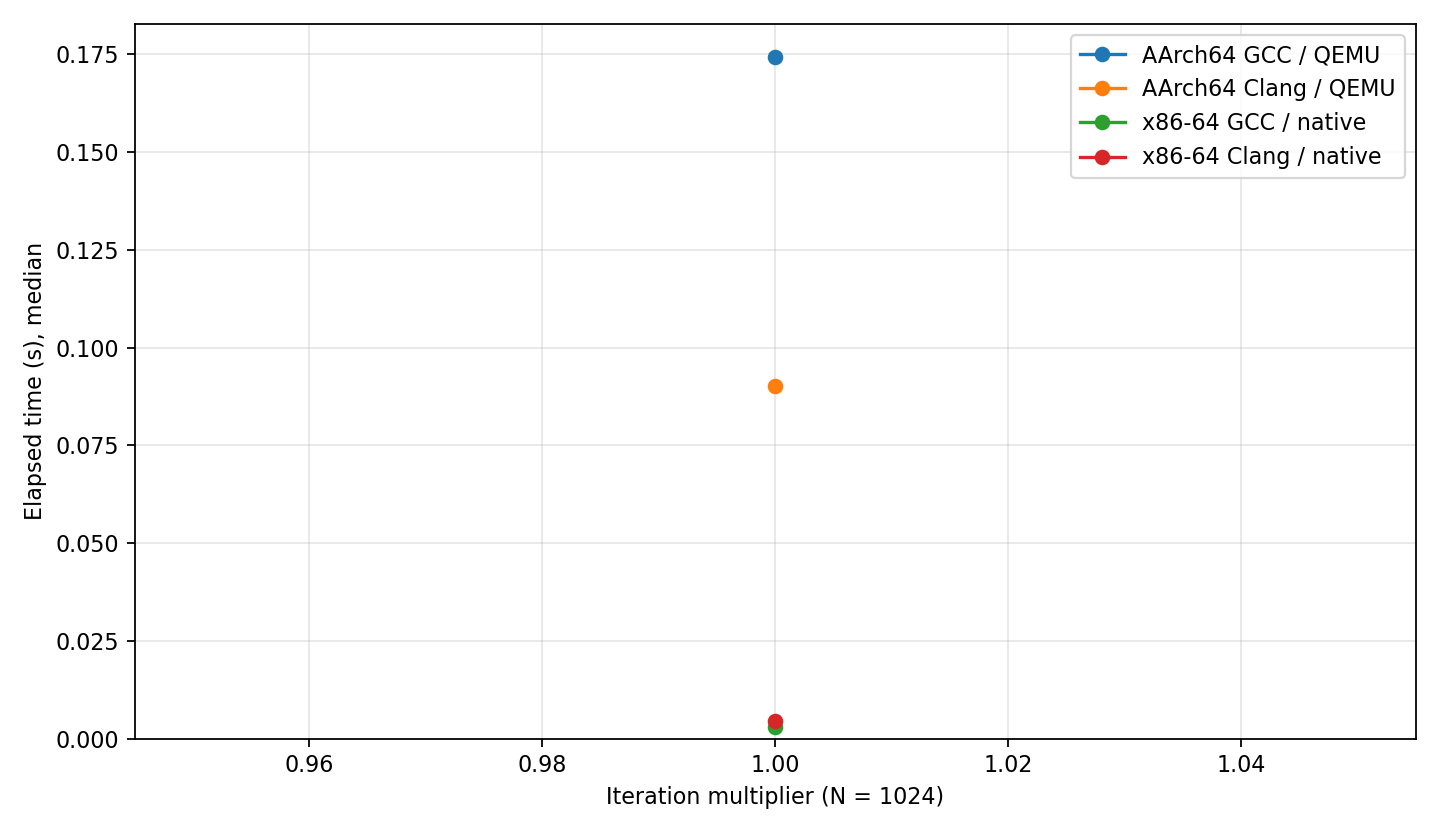 0.175
0.150
0.125
0.100
0.075
0.050
0.025
0.000
Elapsed time (s), median
AArch64 GCC / QEMU
AArch64 Clang / QEMU
x86-64 GCC / native
x86-64 Clang / native
0.96 0.98 1.00 1.02 1.04
Iteration multiplier (N = 1024)